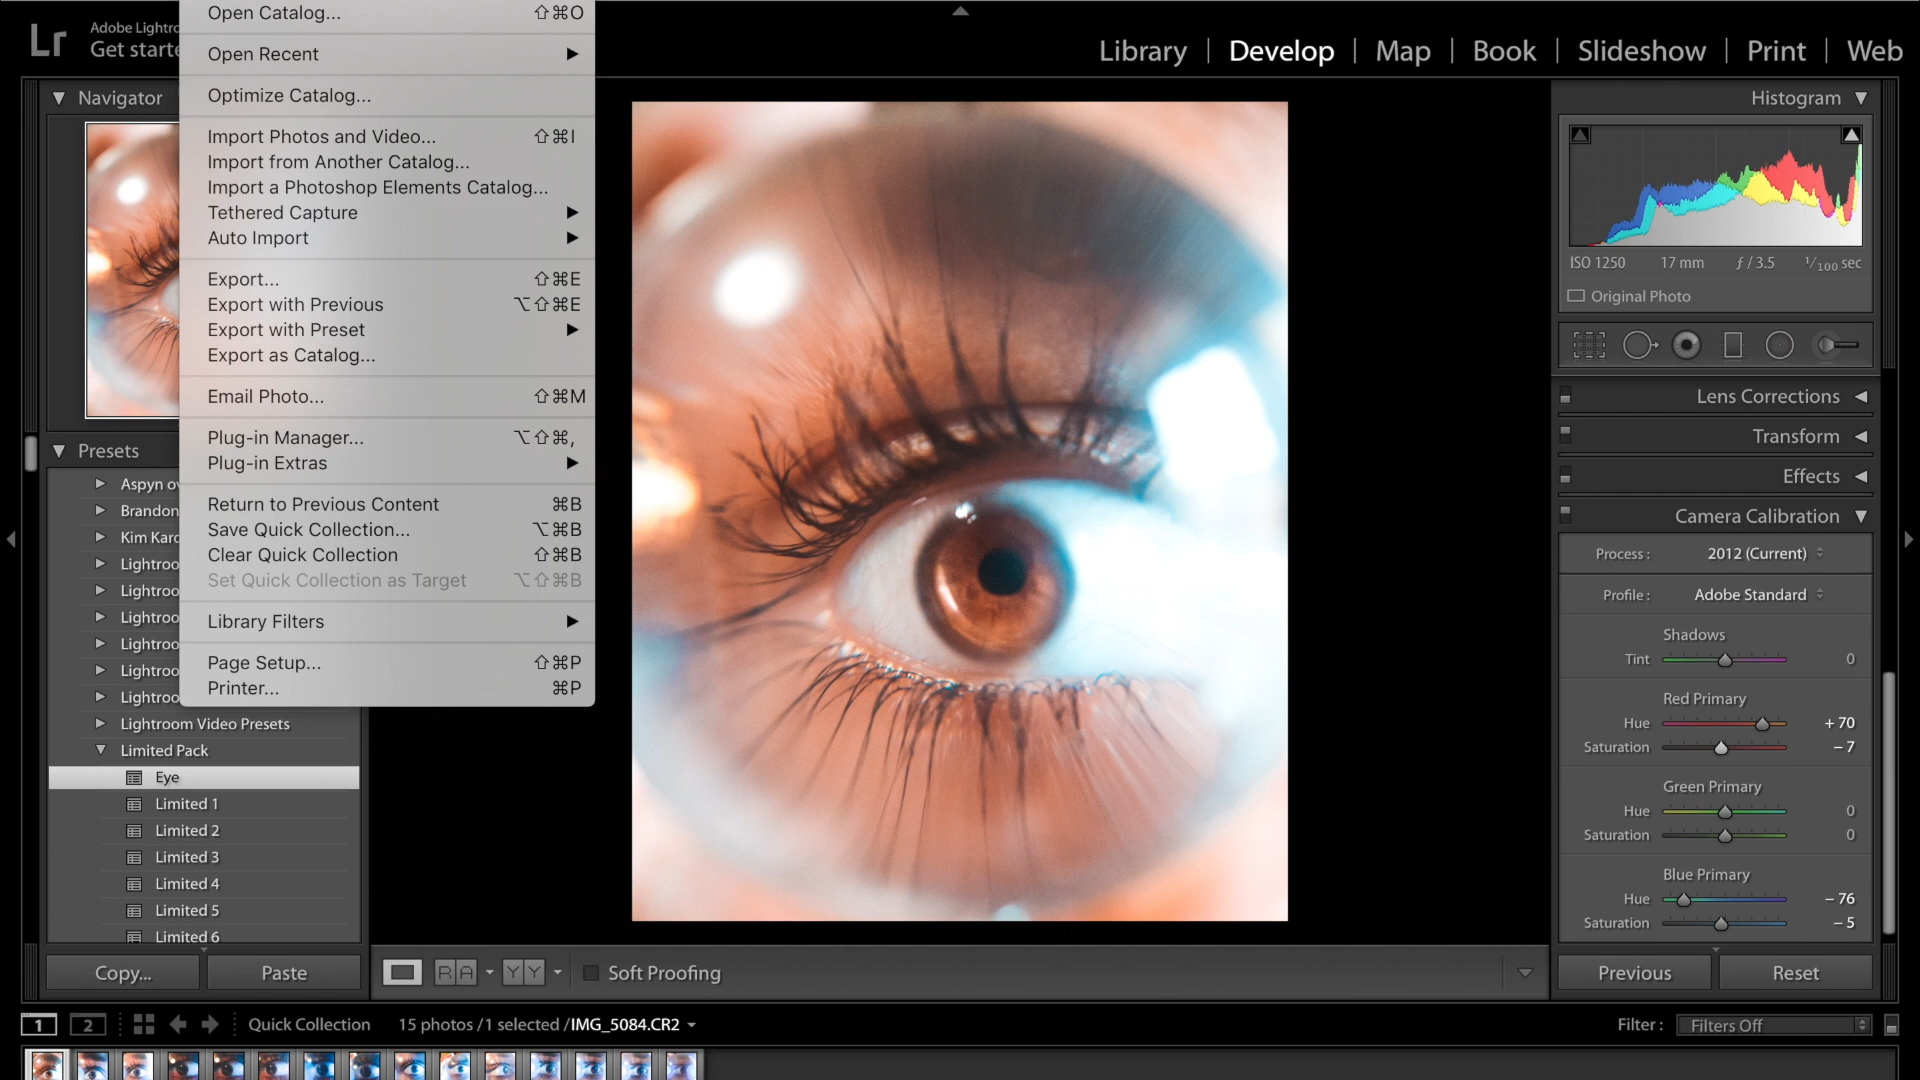 Open Catalog... ⇧⌘O
Lr
Adobe Lightro
Get starte
Open Recent
Library | Develop | Map | Book | Slideshow | Print | Web
Optimize Catalog...
Navigator
Histogram
Import Photos and Video... ⇧⌘I
Import from Another Catalog...
Import a Photoshop Elements Catalog...
Tethered Capture
Auto Import
ISO 1250 17 mm ƒ / 3.5 1/100 sec
Export... ⇧⌘E
Original Photo
Export with Previous ⌥⇧⌘E
Export with Preset
Export as Catalog...
Email Photo... ⇧⌘M
Lens Corrections
Plug-in Manager... ⌥⇧⌘,
Transform
Presets
Plug-in Extras
Effects
Aspyn ov
Return to Previous Content ⌘B
Brandon
Camera Calibration
Save Quick Collection... ⌥⌘B
Kim Karc
Clear Quick Collection ⇧⌘B
Process : 2012 (Current)
Lightroo
Set Quick Collection as Target ⌥⇧⌘B
Lightroo
Profile : Adobe Standard
Lightroo
Library Filters
Shadows
Lightroo
Tint 0
Lightroo
Page Setup... ⇧⌘P
Printer... ⌘P
Lightroo
Red Primary
Lightroom Video Presets
Hue + 70
Limited Pack
Saturation – 7
Eye
Green Primary
Limited 1
Hue 0
Limited 2
Saturation 0
Limited 3
Blue Primary
Limited 4
Hue – 76
Limited 5
Saturation – 5
Limited 6
Copy... Paste
R A Y Y Soft Proofing
Previous Reset
1 2 Quick Collection 15 photos /1 selected /IMG_5084.CR2
Filter : Filters Off